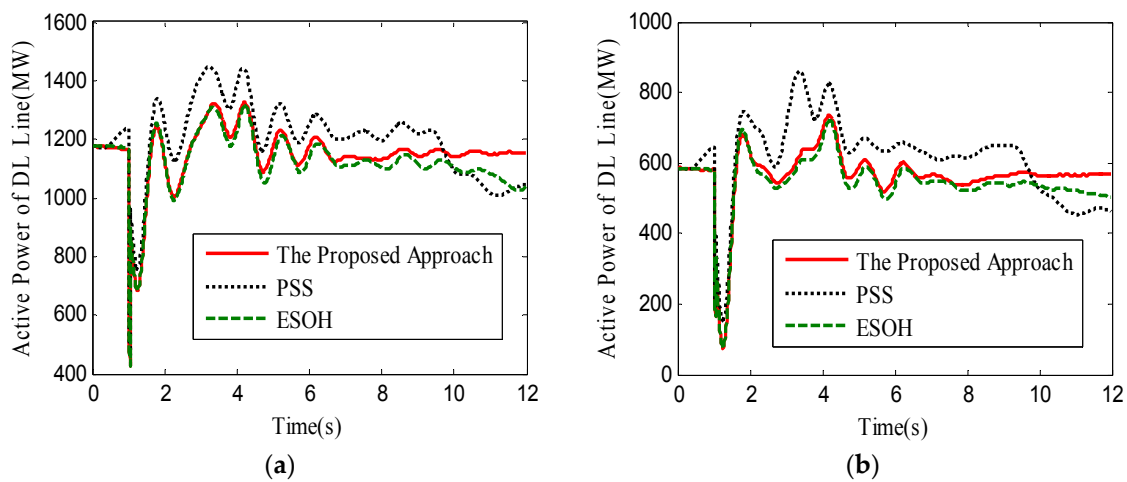 1600
1400
1200
1000
800
600
400
0
2
4
6
8
10
12
Active Power of DL Line(MW)
Time(s)
The Proposed Approach
PSS
ESOH
(a)
1000
800
600
400
200
0
0
2
4
6
8
10
12
Active Power of DL Line(MW)
Time(s)
The Proposed Approach
PSS
ESOH
(b)